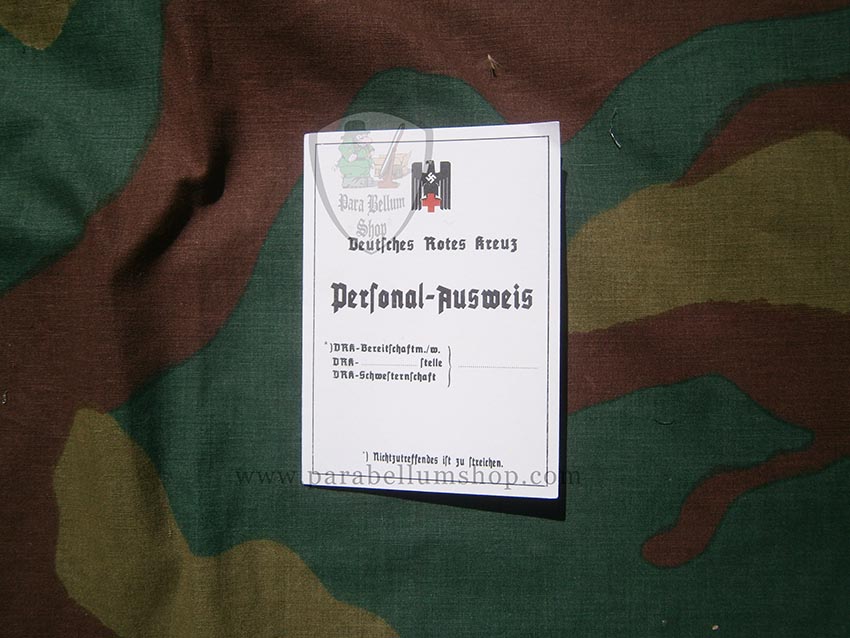 Para Bellum
Shop
Deutſches Rotes Kreuz
Perſonal-Ausweis
*) DRK-Bereitſchaftm./w.
DRK-.................... ſtelle
DRK-Schweſternſchaft
*) Nichtzutreffendes iſt zu ſtreichen.
www.parabellumshop.com